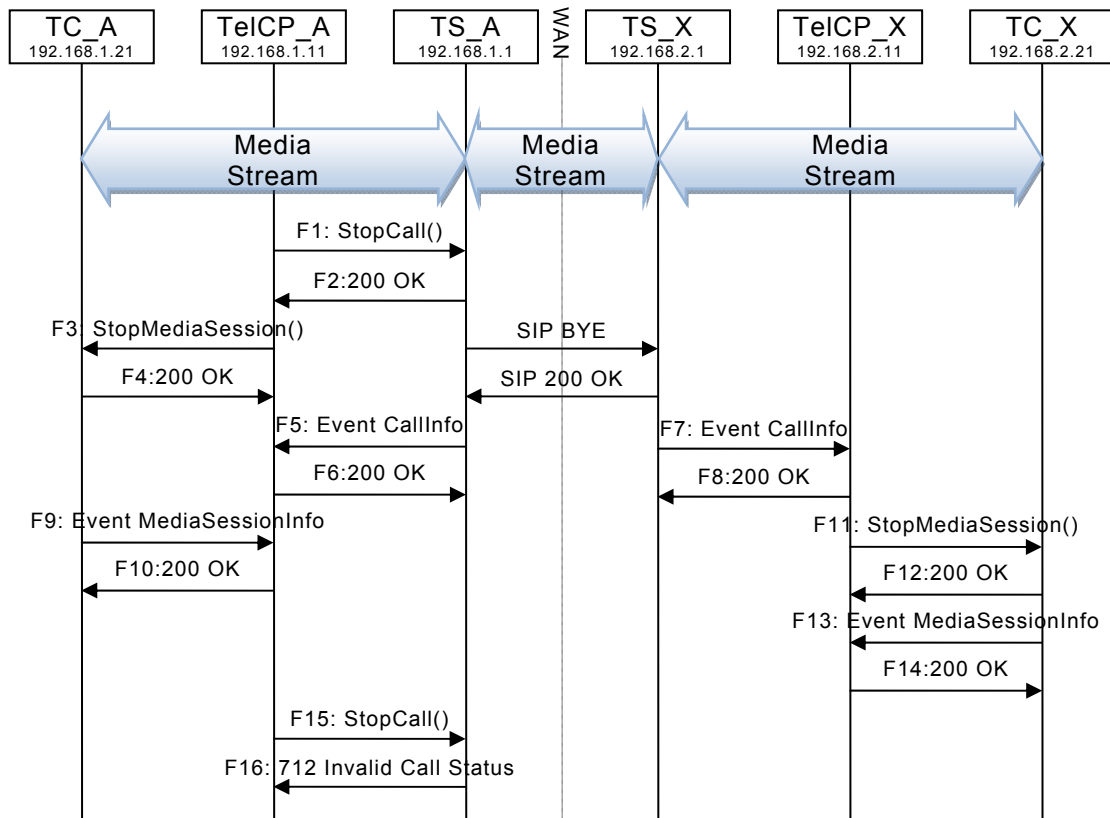 TC_A
192.168.1.21
TelCP_A
192.168.1.11
TS_A
192.168.1.1
WAN
TS_X
192.168.2.1
TelCP_X
192.168.2.11
TC_X
192.168.2.21
Media
Stream
Media
Stream
Media
Stream
F1: StopCall()
F2:200 OK
F3: StopMediaSession()
SIP BYE
F4:200 OK
SIP 200 OK
F5: Event CallInfo
F7: Event CallInfo
F6:200 OK
F8:200 OK
F9: Event MediaSessionInfo
F11: StopMediaSession()
F10:200 OK
F12:200 OK
F13: Event MediaSessionInfo
F14:200 OK
F15: StopCall()
F16: 712 Invalid Call Status